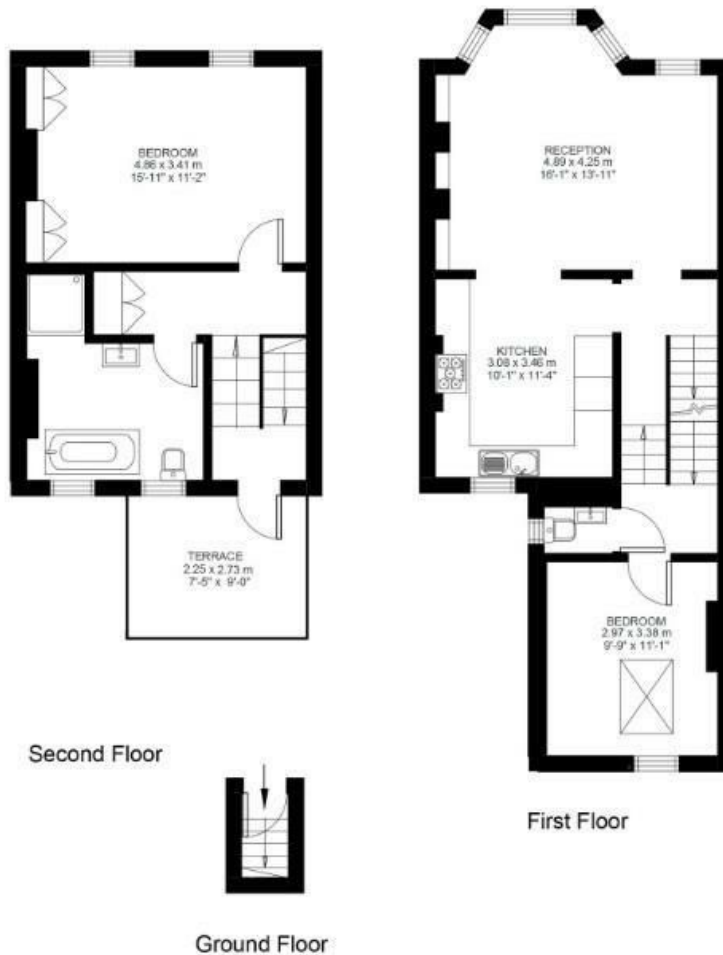 BEDROOM
4.86 x 3.41 m
15'-11" x 11'-2"
TERRACE
2.25 x 2.73 m
7'-5" x 9'-0"
Second Floor
RECEPTION
4.89 x 4.25 m
16'-1" x 13'-11"
KITCHEN
3.08 x 3.46 m
10'-1" x 11'-4"
BEDROOM
2.97 x 3.38 m
9'-9" x 11'-1"
First Floor
Ground Floor